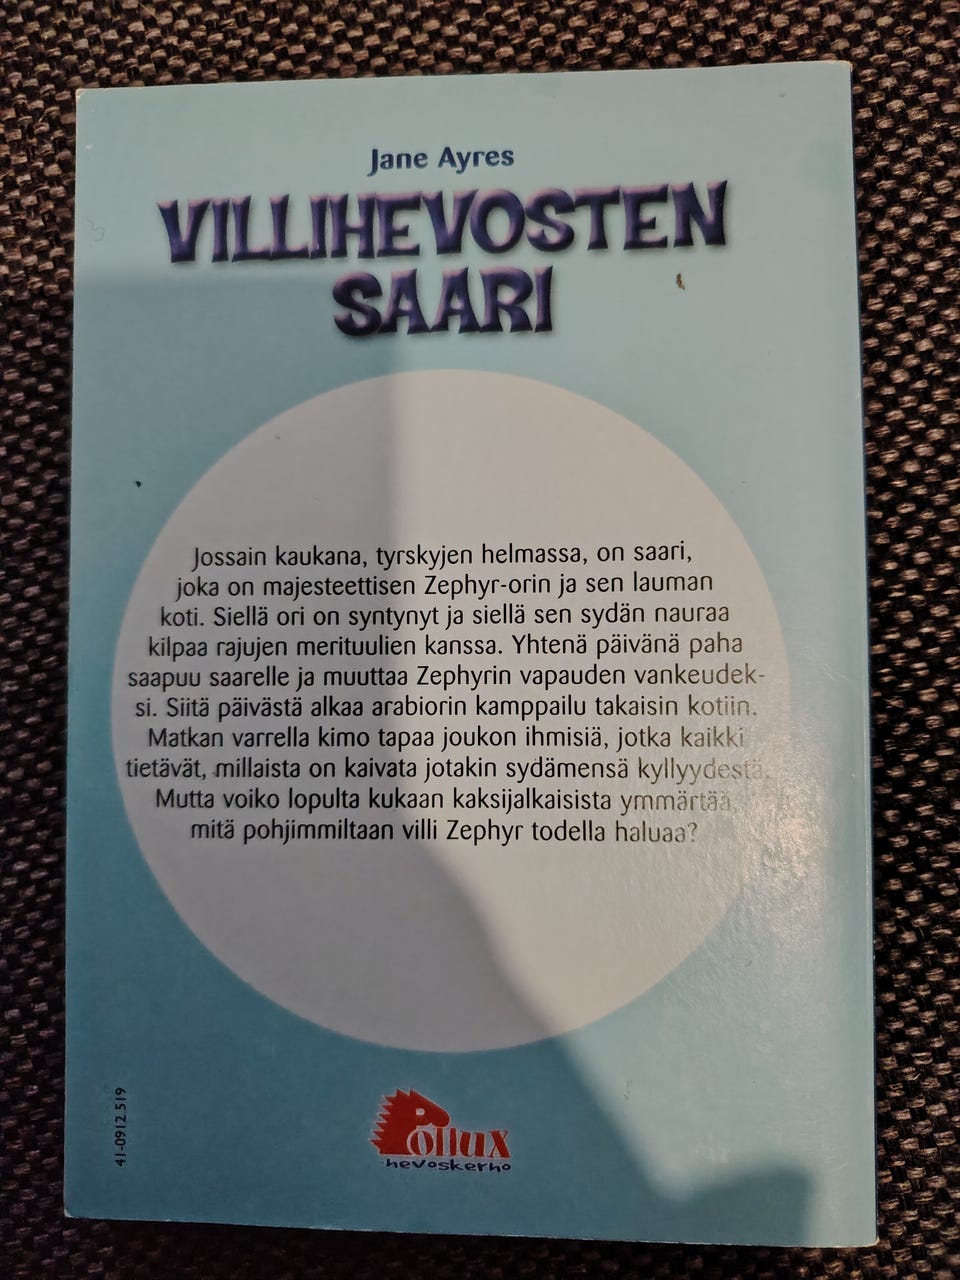 Jane Ayres
VILLIHEVOSTEN
SAARI
Jossain kaukana, tyrskyjen helmassa, on saari,
joka on majesteettisen Zephyr-orin ja sen lauman
koti. Siellä ori on syntynyt ja siellä sen sydän nauraa
kilpaa rajujen merituulien kanssa. Yhtenä päivänä paha
saapuu saarelle ja muuttaa Zephyrin vapauden vankeudek-
si. Siitä päivästä alkaa arabiorin kamppailu takaisin kotiin.
Matkan varrella kimo tapaa joukon ihmisiä, jotka kaikki
tietävät, millaista on kaivata jotakin sydämensä kyllyydestä.
Mutta voiko lopulta kukaan kaksijalkaisista ymmärtää,
mitä pohjimmiltaan villi Zephyr todella haluaa?
41-0912 519
Pollux
hevoskerho